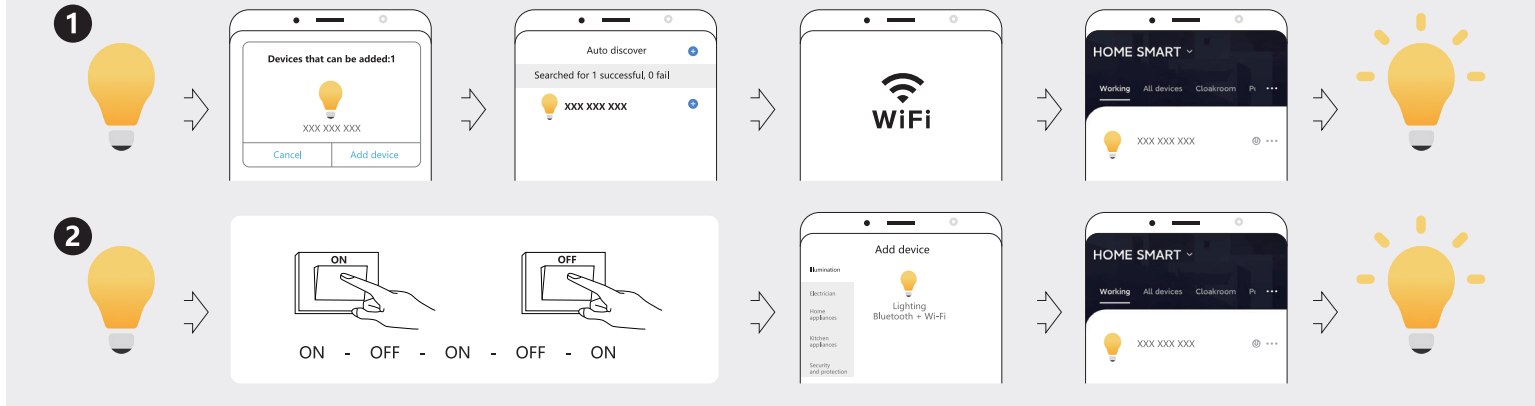 1
Devices that can be added:1
XXX XXX XXX
Cancel Add device
Auto discover
Searched for 1 successful, 0 fail
XXX XXX XXX
WiFi
HOME SMART
Working All devices Cloakroom
XXX XXX XXX
2
ON
OFF
ON - OFF - ON - OFF - ON
Add device
Illumination
Electrician
Home
appliances
Kitchen
appliances
Security
and protection
Lighting
Bluetooth + Wi-Fi
HOME SMART
Working All devices Cloakroom
XXX XXX XXX